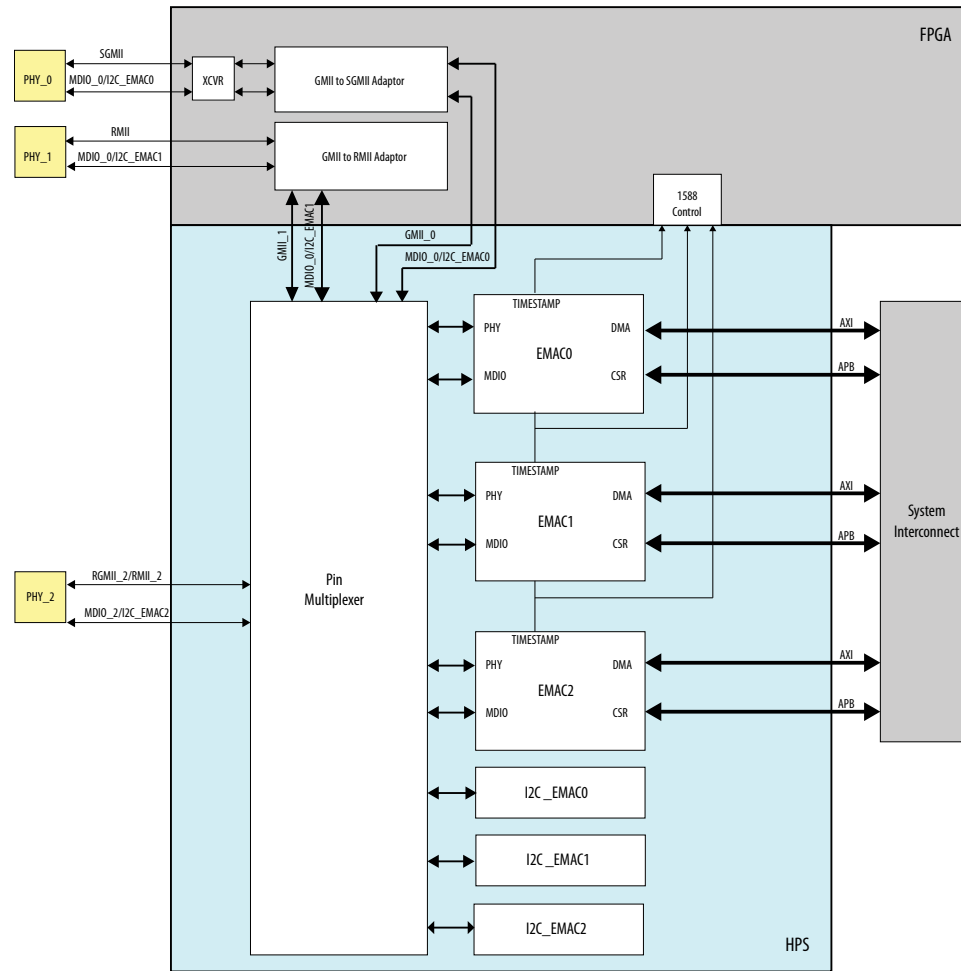 FPGA
SGMII
PHY_0
MDIO_0/I2C_EMAC0
XCVR
GMII to SGMII Adaptor
RMII
PHY_1
MDIO_0/I2C_EMAC1
GMII to RMII Adaptor
1588
Control
GMII_1
MDIO_0/I2C_EMAC1
GMII_0
MDIO_0/I2C_EMAC0
TIMESTAMP
PHY
DMA
EMAC0
MDIO
CSR
AXI
APB
TIMESTAMP
PHY
DMA
EMAC1
MDIO
CSR
AXI
APB
System
Interconnect
RGMII_2/RMII_2
PHY_2
MDIO_2/I2C_EMAC2
Pin
Multiplexer
TIMESTAMP
PHY
DMA
EMAC2
MDIO
CSR
AXI
APB
I2C _EMAC0
I2C _EMAC1
I2C_EMAC2
HPS